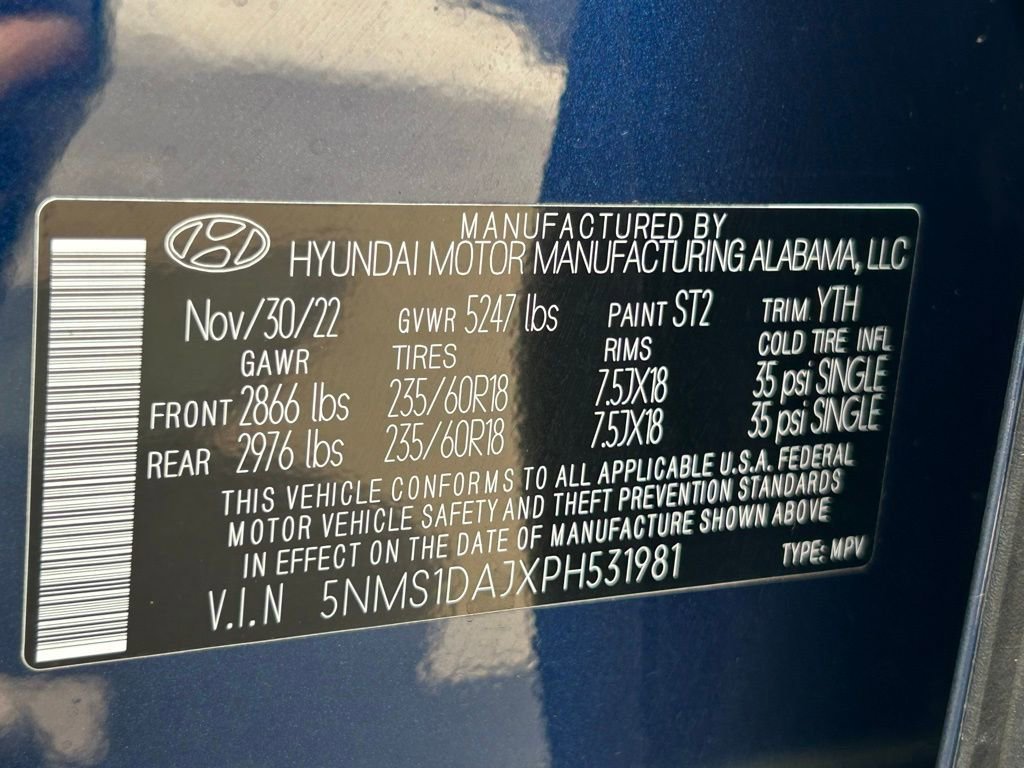 MANUFACTURED BY
HYUNDAI MOTOR MANUFACTURING ALABAMA, LLC
Nov/30/22 GVWR 5247 lbs PAINT ST2 TRIM YTH
GAWR TIRES RIMS COLD TIRE INFL
FRONT 2866 lbs 235/60R18 7.5JX18 35 psi SINGLE
REAR 2976 lbs 235/60R18 7.5JX18 35 psi SINGLE
THIS VEHICLE CONFORMS TO ALL APPLICABLE U.S.A. FEDERAL
MOTOR VEHICLE SAFETY AND THEFT PREVENTION STANDARDS
IN EFFECT ON THE DATE OF MANUFACTURE SHOWN ABOVE
V.I.N 5NMS1DAJXPH531981 TYPE: MPV